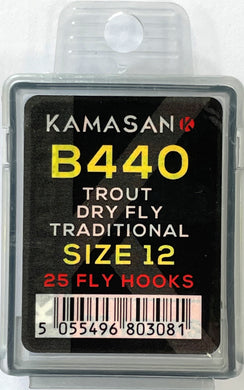 KAMASAN
B440
TROUT
DRY FLY
TRADITIONAL
SIZE 12
25 FLY HOOKS
5 055496 803081